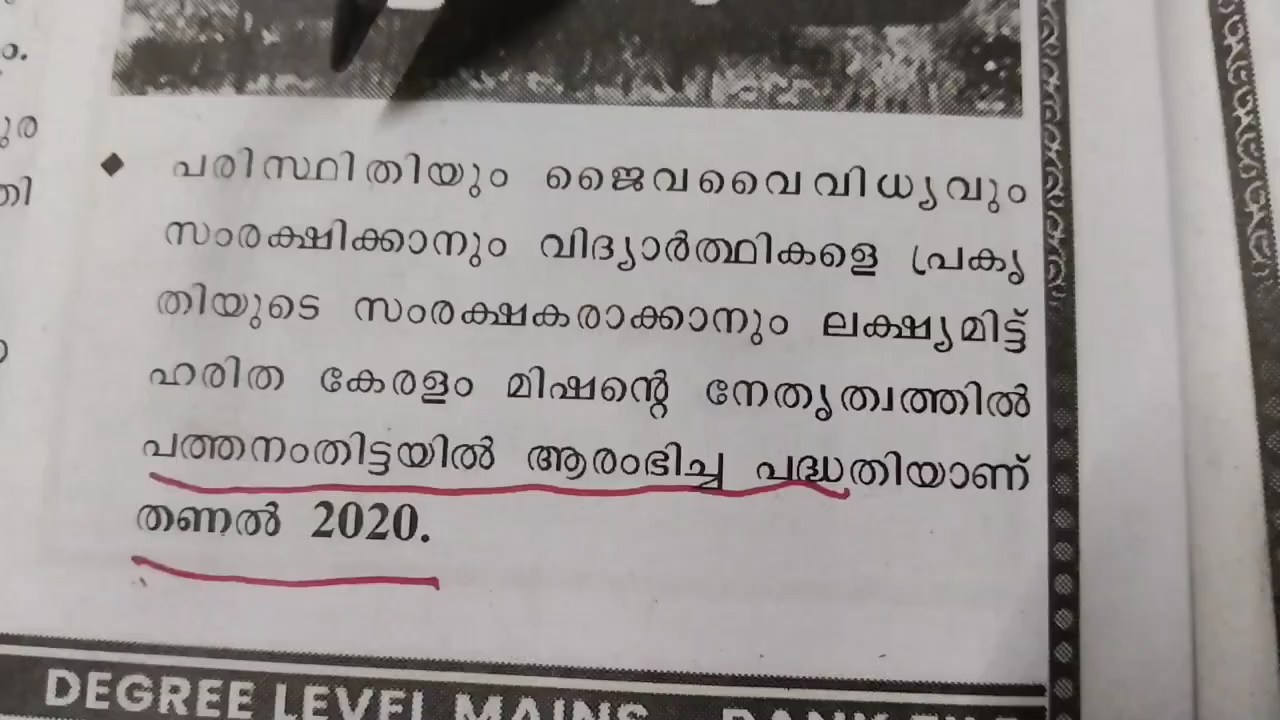 പരിസ്ഥിതിയും ജൈവവൈവിധ്യവും
സംരക്ഷിക്കാനും വിദ്യാർത്ഥികളെ പ്രകൃ
തിയുടെ സംരക്ഷകരാക്കാനും ലക്ഷ്യമിട്ട്
ഹരിത കേരളം മിഷന്റെ നേതൃത്വത്തിൽ
പത്തനംതിട്ടയിൽ ആരംഭിച്ച പദ്ധതിയാണ്
തണൽ 2020.
DEGREE LEVEL MAINS